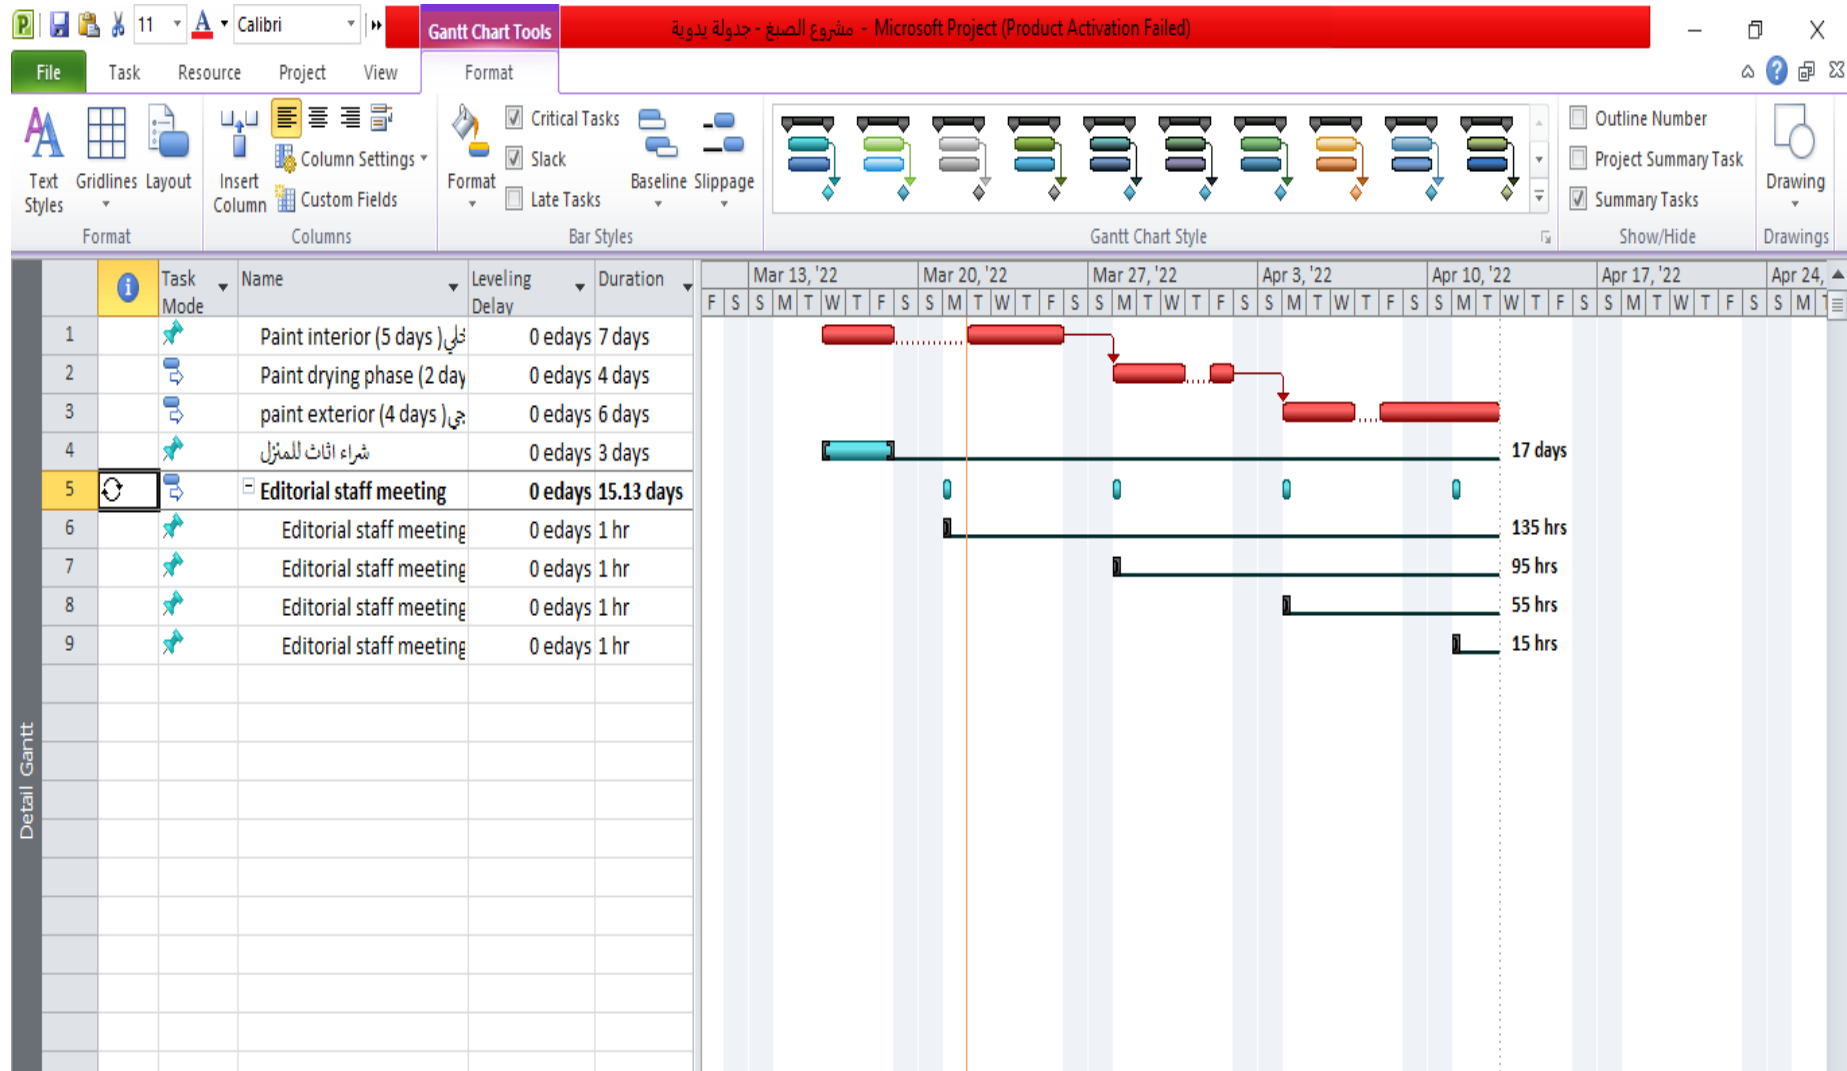 11 A Calibri
Gantt Chart Tools
مشروع الصبغ - جدولة يدوية - Microsoft Project (Product Activation Failed)
File Task Resource Project View Format
Text Styles
Gridlines
Layout
Format
Insert Column
Column Settings
Custom Fields
Columns
Format
Critical Tasks
Slack
Late Tasks
Baseline
Slippage
Bar Styles
Gantt Chart Style
Outline Number
Project Summary Task
Summary Tasks
Show/Hide
Drawing
Drawings
Task Mode Name Leveling Delay Duration
Mar 13, '22 Mar 20, '22 Mar 27, '22 Apr 3, '22 Apr 10, '22 Apr 17, '22 Apr 24,
F S S M T W T F S S M T W T F S S M T W T F S S M T W T F S S M T W T F S S M T W T F S S M T
1 Paint interior (5 days ) 0 edays 7 days
2 Paint drying phase (2 day 0 edays 4 days
3 paint exterior (4 days ) 0 edays 6 days
4 شراء اثاث للمنزل 0 edays 3 days 17 days
5 Editorial staff meeting 0 edays 15.13 days
6 Editorial staff meeting 0 edays 1 hr 135 hrs
7 Editorial staff meeting 0 edays 1 hr 95 hrs
8 Editorial staff meeting 0 edays 1 hr 55 hrs
9 Editorial staff meeting 0 edays 1 hr 15 hrs
Detail Gantt